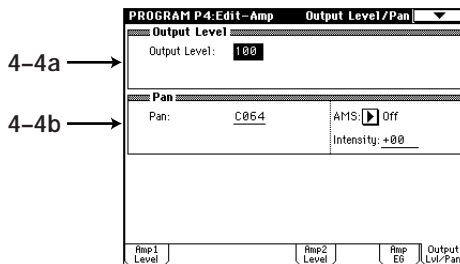 PROGRAM P4:Edit-Amp Output Level/Pan
Output Level
4-4a
Output Level: 100
Pan
4-4b
Pan: C064 AMS: Off
Intensity: +00
Amp1 Level Amp2 Level Amp EG Output Lvl/Pan